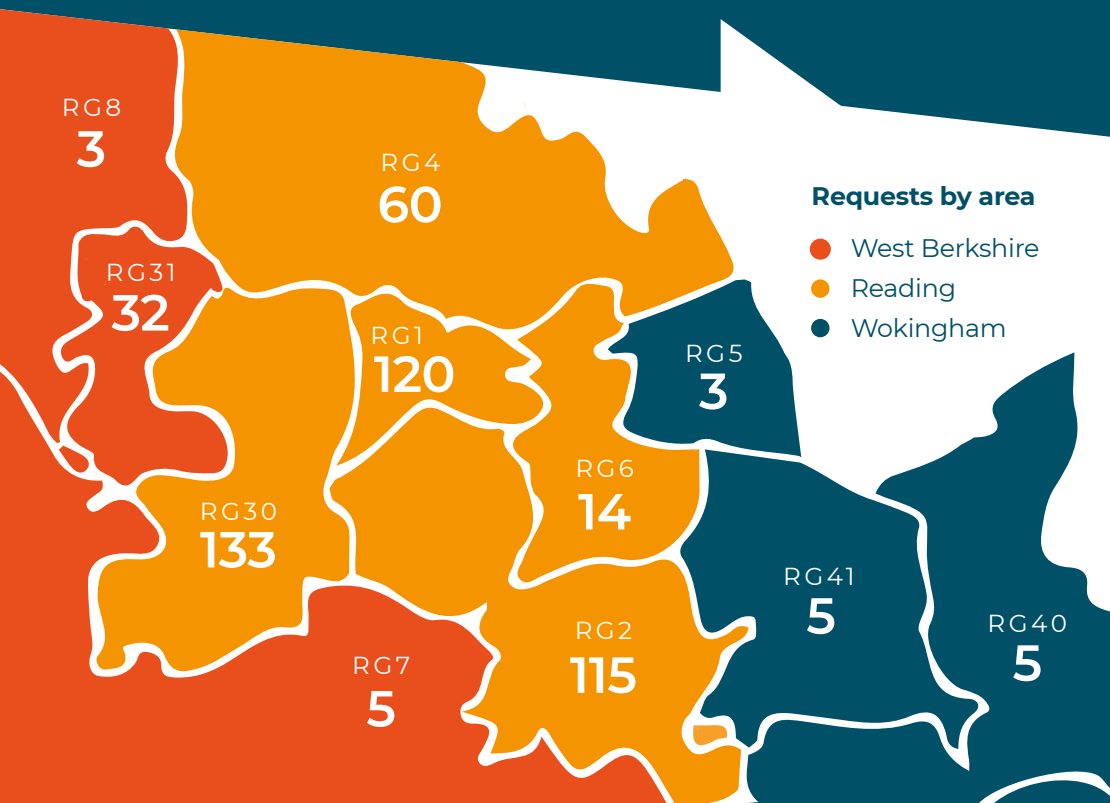 RG8
3
RG4
60
Requests by area
West Berkshire
Reading
Wokingham
RG31
32
RG1
120
RG5
3
RG6
14
RG30
133
RG41
5
RG40
5
RG2
115
RG7
5